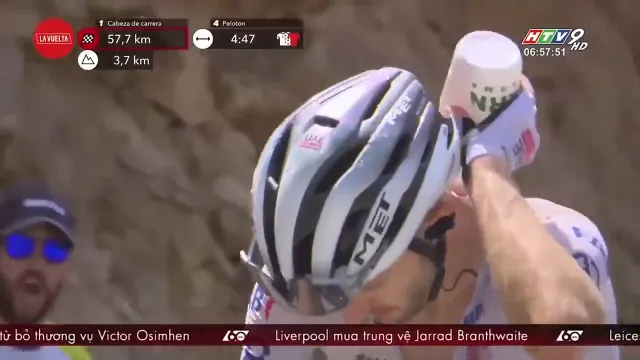 LA VUELTA
1 Cabeza de carrera
57,7 km
3,7 km
4 Pelotón
4:47
HTV9 HD
06:57:51
UAE
MET
MET
từ bỏ thương vụ Victor Osimhen
Liverpool mua trung vệ Jarrad Branthwaite
Leice